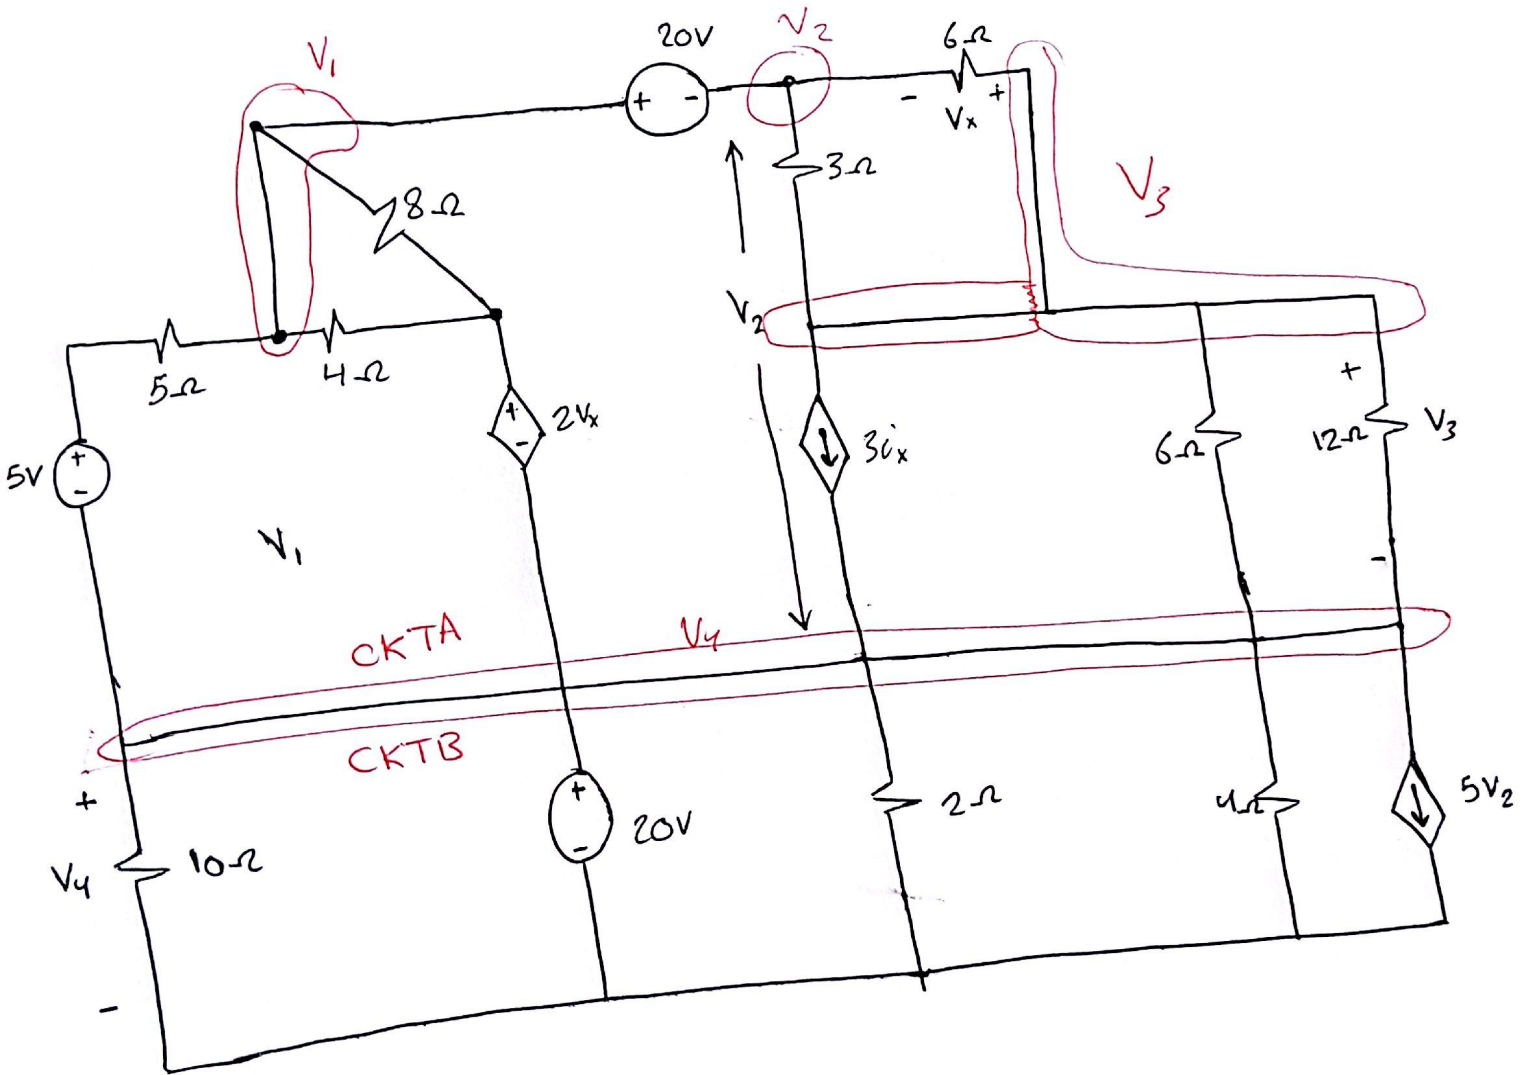 V₁
20V
V₂
6Ω
+ -
- +
Vx
3Ω
V₃
8Ω
V₂
5Ω
4Ω
+
-
2Vx
3ix
6Ω
+
12Ω
V₃
-
5V
+
-
V₁
CKTA
V₄
CKTB
+
V₄
10Ω
-
+
-
20V
2Ω
4Ω
5V₂